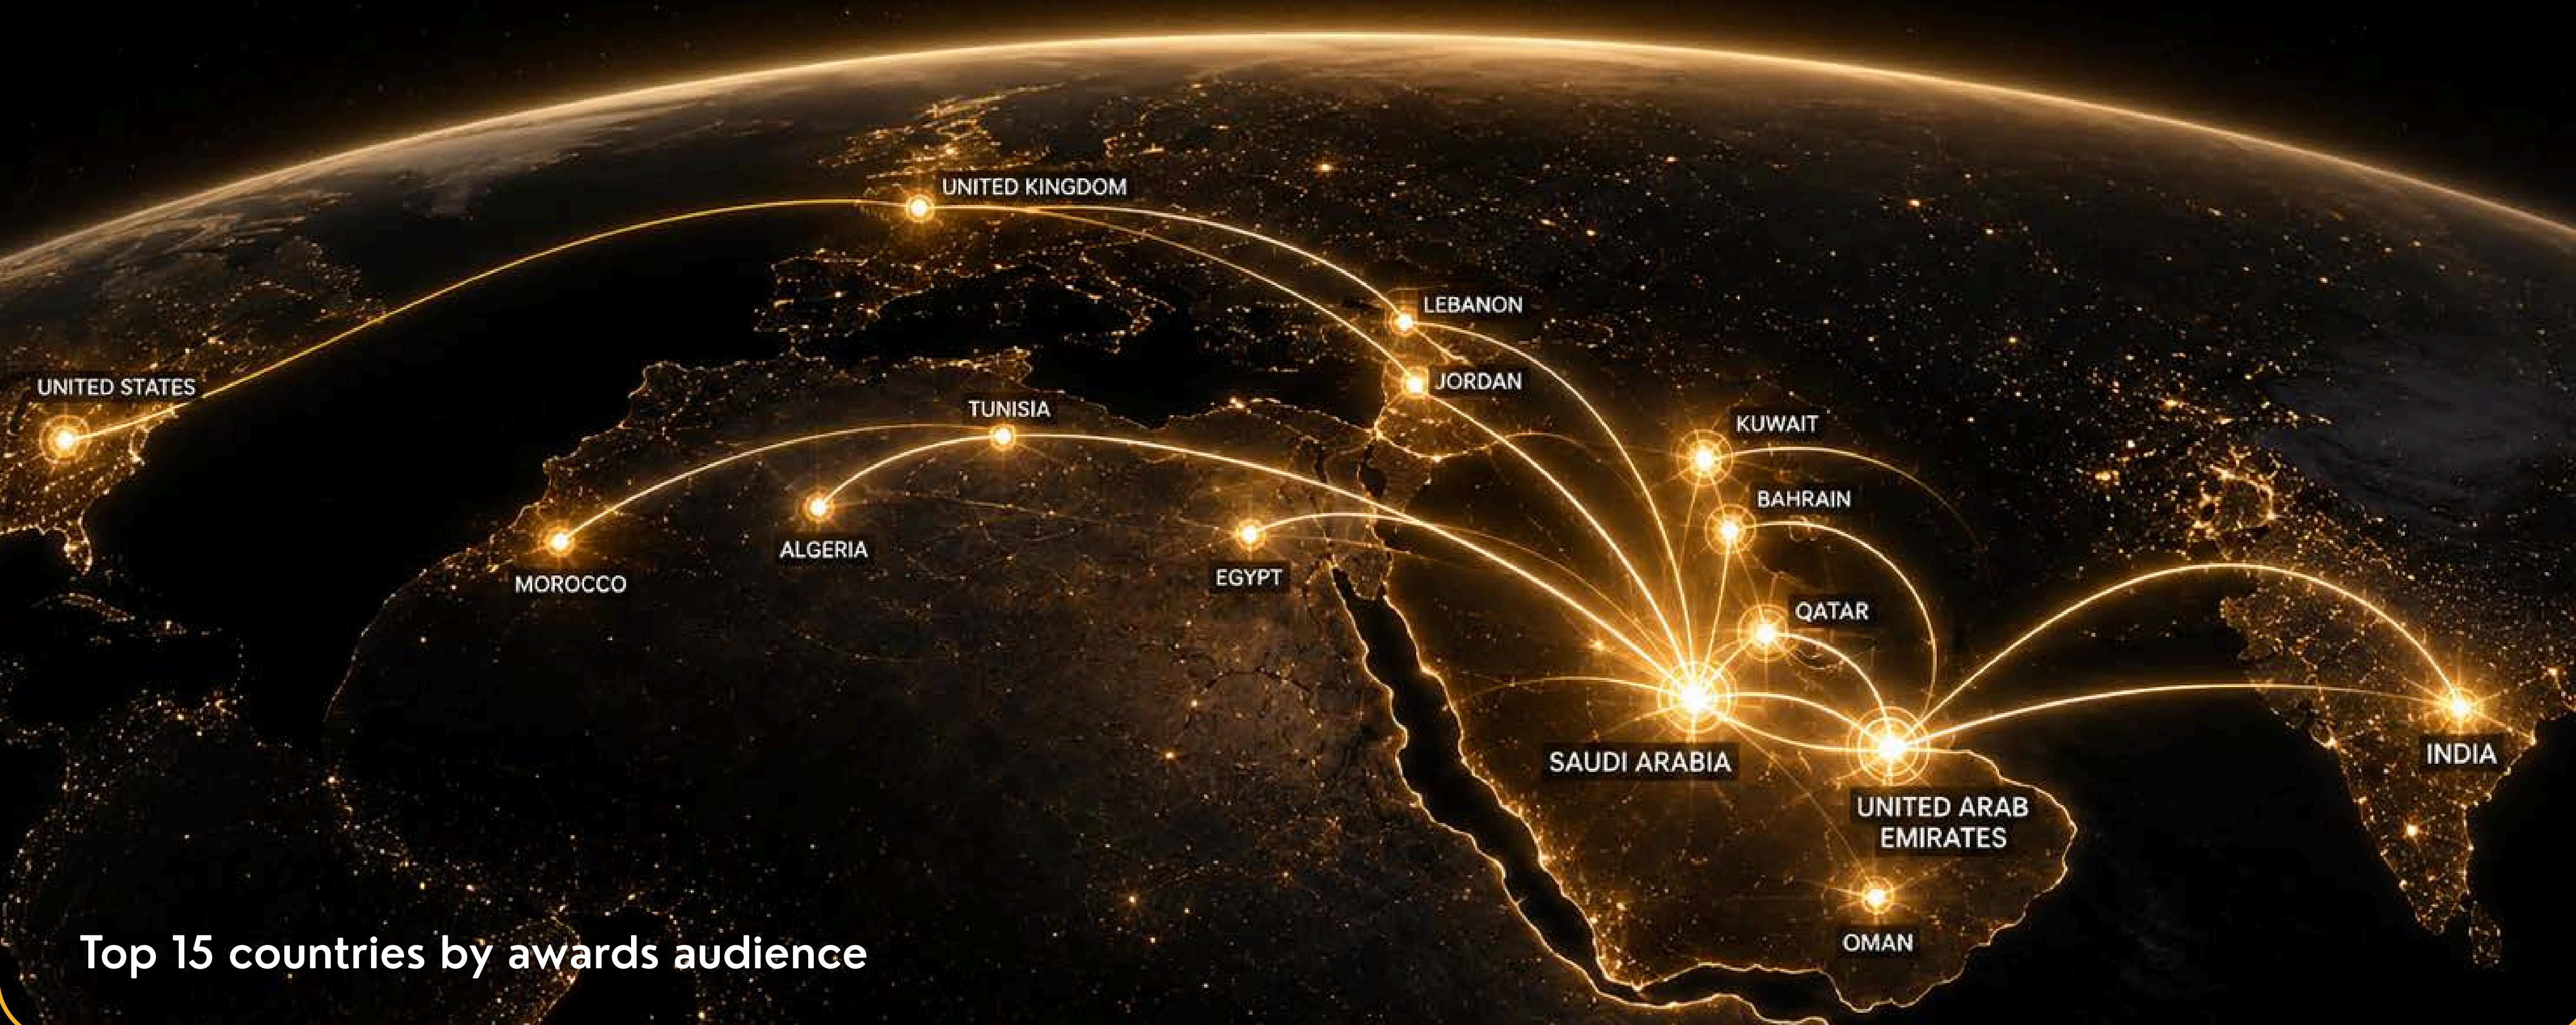 UNITED KINGDOM
LEBANON
JORDAN
UNITED STATES
TUNISIA
KUWAIT
BAHRAIN
ALGERIA
MOROCCO
EGYPT
QATAR
SAUDI ARABIA
INDIA
UNITED ARAB
EMIRATES
OMAN
Top 15 countries by awards audience